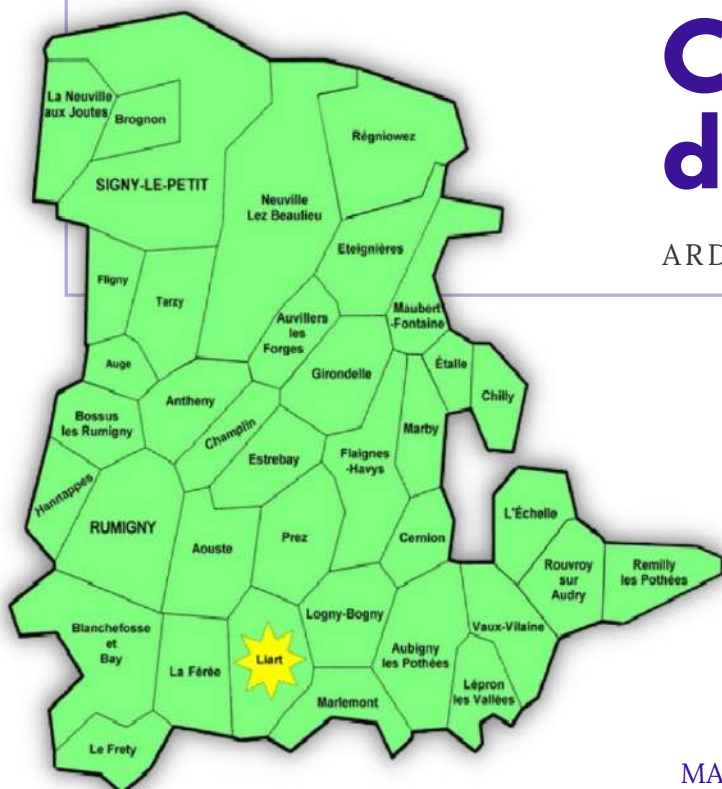 C
d
ARD
La Neuville
aux Joutes
Brognon
Régniowez
SIGNY-LE-PETIT
Neuville
Lez Beaulieu
Eteignières
Fligny
Tarzy
Auvillers
les
Forges
Maubert
-Fontaine
Auge
Girondelle
Étalle
Chilly
Antheny
Bossus
les Rumigny
Champlin
Marby
Estrebay
Flaignes
-Havys
Hannappes
L'Échelle
RUMIGNY
Aouste
Prez
Cernion
Rouvroy
sur
Audry
Remilly
les Pothées
Blanchefosse
et
Bay
Logny-Bogny
Vaux-Vilaine
Aubigny
les Pothées
La Férée
Liart
Lépron
les Vallées
Marlemont
Le Frety
MA